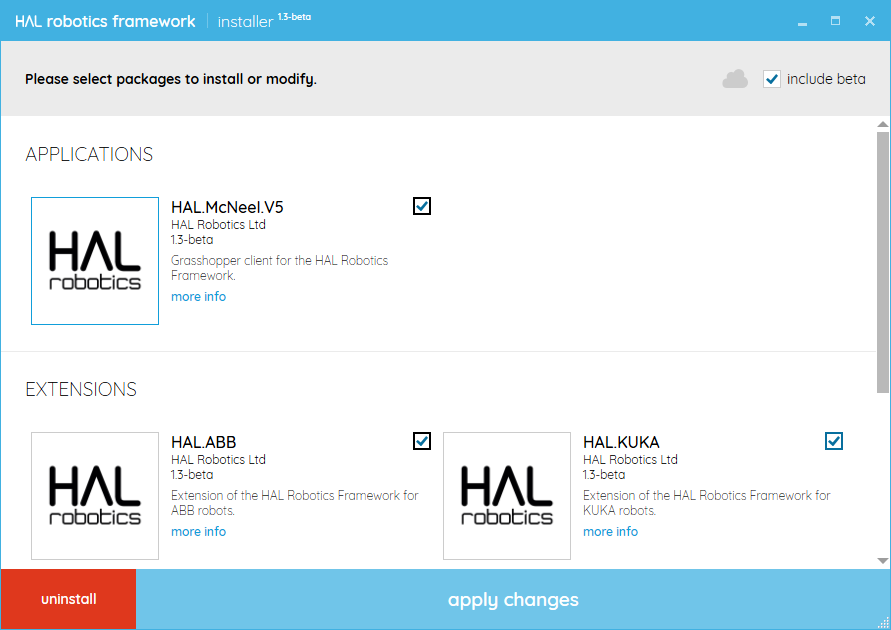 HAL robotics framework installer 1.3-beta
Please select packages to install or modify.
include beta
APPLICATIONS
HAL robotics
HAL.McNeel.V5
HAL Robotics Ltd
1.3-beta
Grasshopper client for the HAL Robotics
Framework.
more info
EXTENSIONS
HAL robotics
HAL.ABB
HAL Robotics Ltd
1.3-beta
Extension of the HAL Robotics Framework for
ABB robots.
more info
HAL robotics
HAL.KUKA
HAL Robotics Ltd
1.3-beta
Extension of the HAL Robotics Framework for
KUKA robots.
more info
uninstall
apply changes